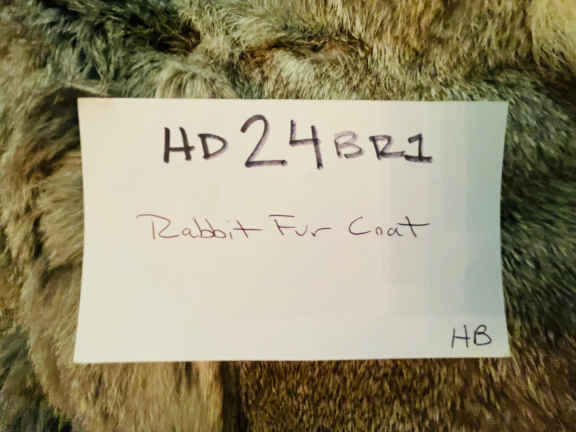 HD24BR1
Rabbit Fur Coat
HB